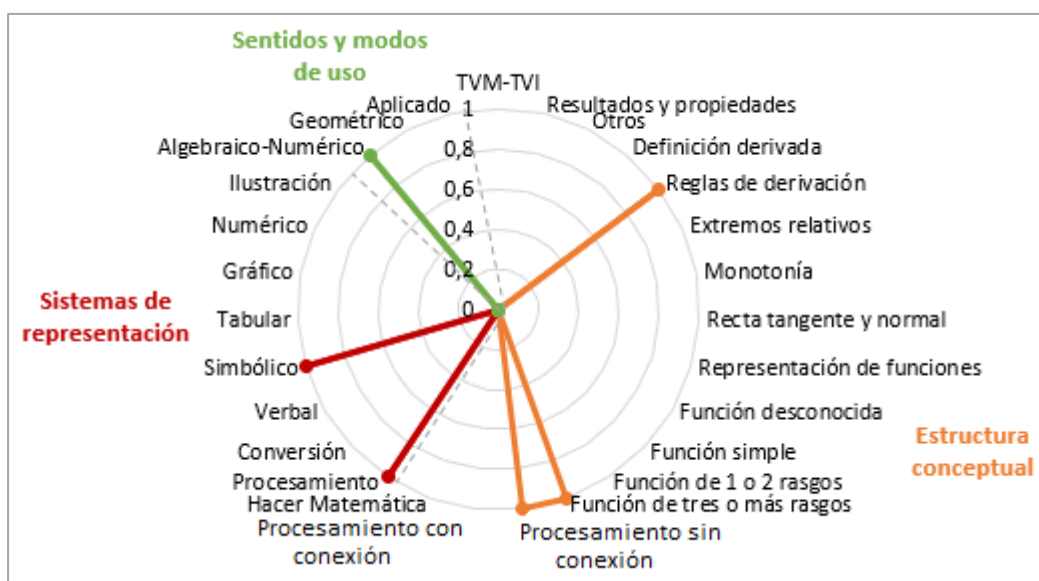 Sentidos y modos
de uso
TVM-TVI
Aplicado
1
Resultados y propiedades
Geométrico
Otros
Algebraico-Numérico
0,8
Definición derivada
Ilustración
0,6
Reglas de derivación
Numérico
0,4
Extremos relativos
Gráfico
0,2
Monotonía
Sistemas de
representación
Tabular
0
Recta tangente y normal
Simbólico
Representación de funciones
Verbal
Función desconocida
Estructura
conceptual
Conversión
Función simple
Procesamiento
Función de 1 o 2 rasgos
Hacer Matemática
Función de tres o más rasgos
Procesamiento con
conexión
Procesamiento sin
conexión